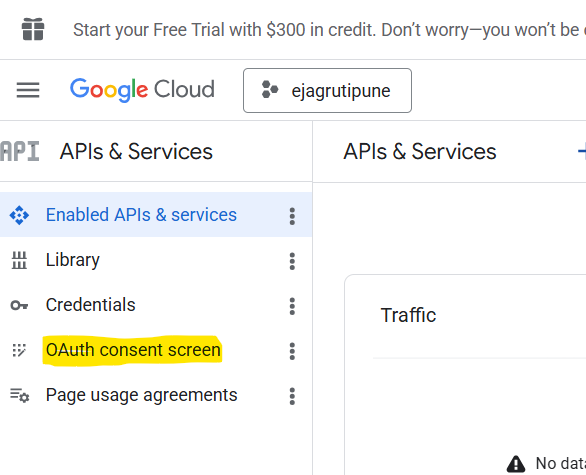 Start your Free Trial with $300 in credit. Don't worry—you won't be
Google Cloud
ejagrutipune
API APIs & Services
APIs & Services
Enabled APIs & services
Library
Credentials
OAuth consent screen
Page usage agreements
Traffic
No data